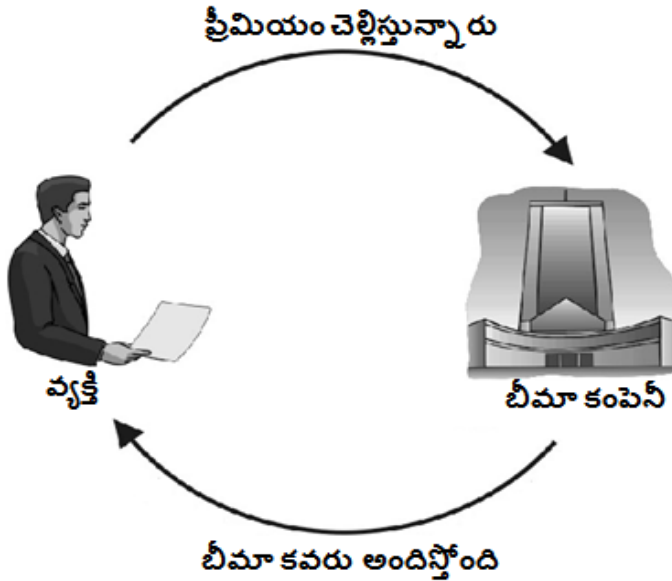 ప్రీమియం చెల్లిస్తున్నా రు
వ్యక్తి
బీమా కంపెనీ
బీమా కవరు అందిస్తోంది